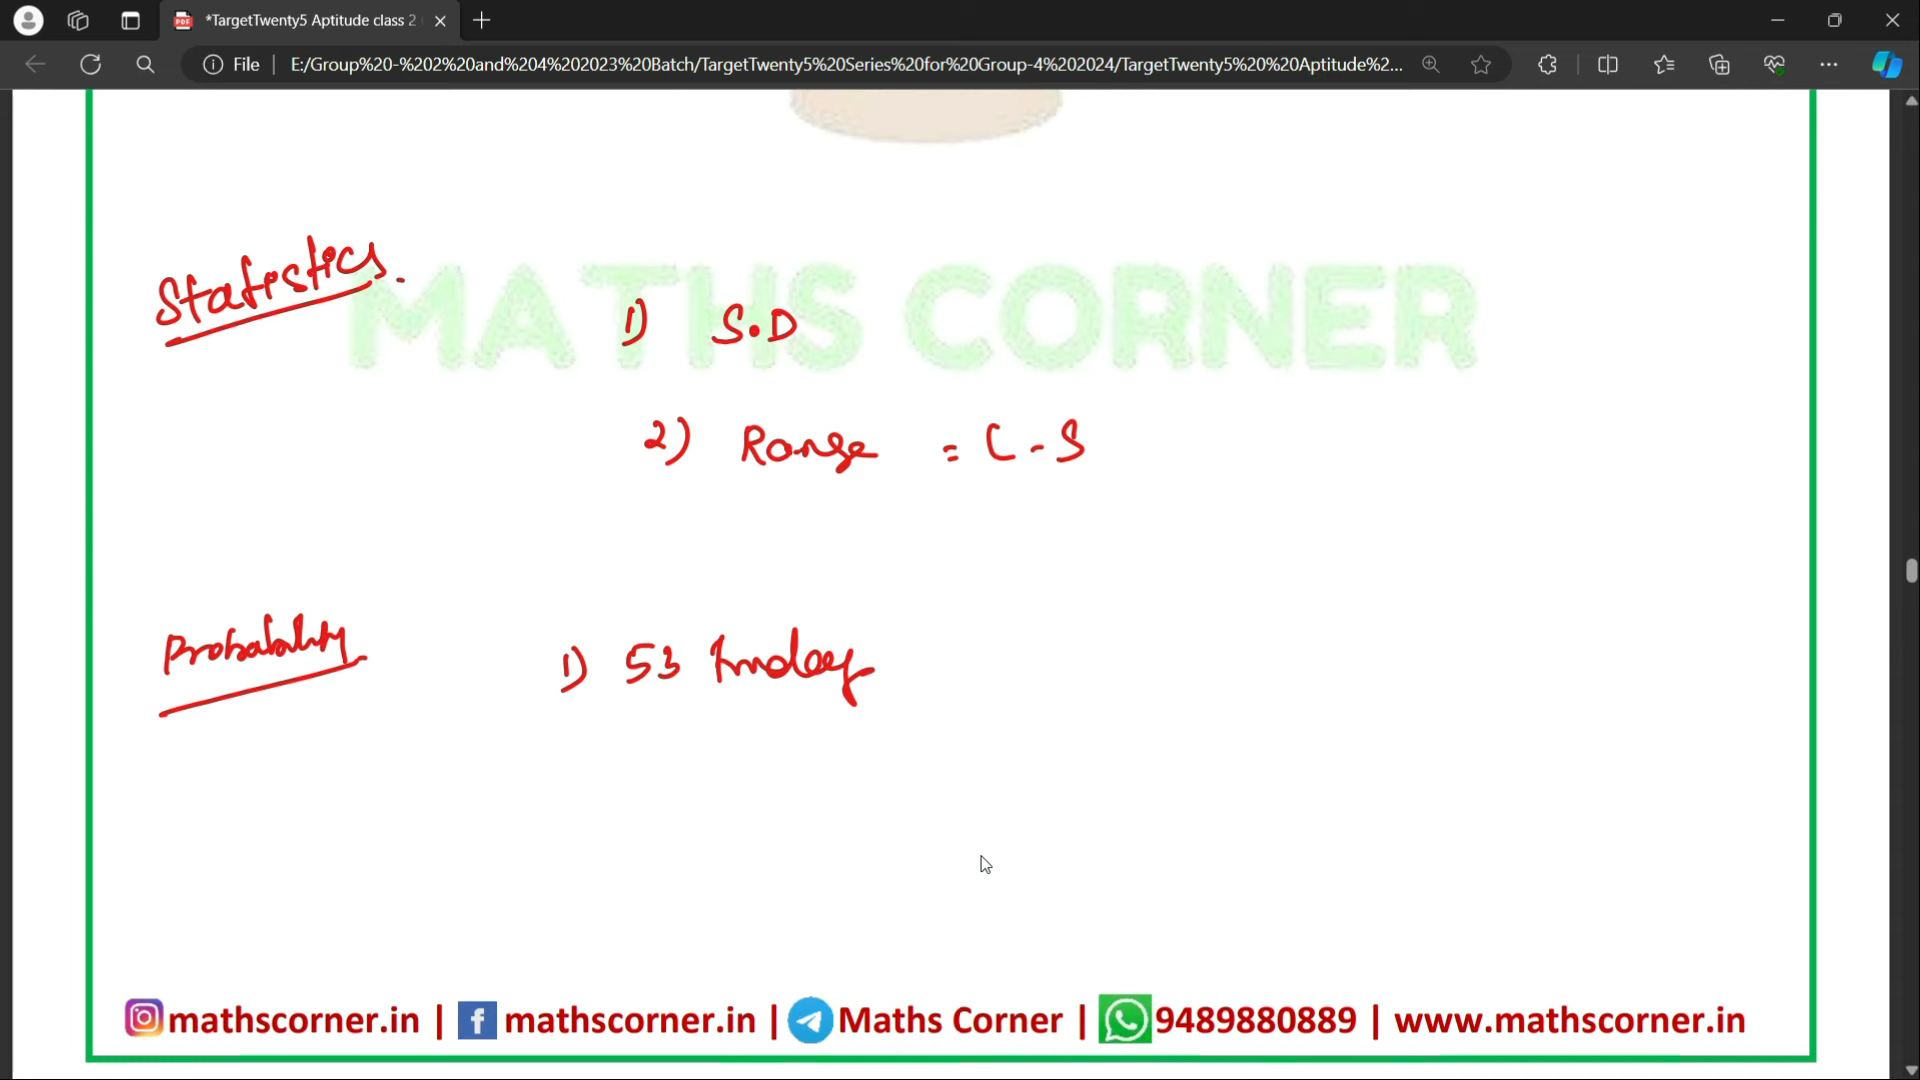 *TargetTwenty5 Aptitude class 2
File
E:/Group%20-%202%20and%204%202023%20Batch/TargetTwenty5%20Series%20for%20Group-4%202024/TargetTwenty5%20%20Aptitude%2...
MATHS CORNER
Statistics.
1) S.D
2) Range = L - S
Probability
1) 53
mathscorner.in | mathscorner.in | Maths Corner | 9489880889 | www.mathscorner.in